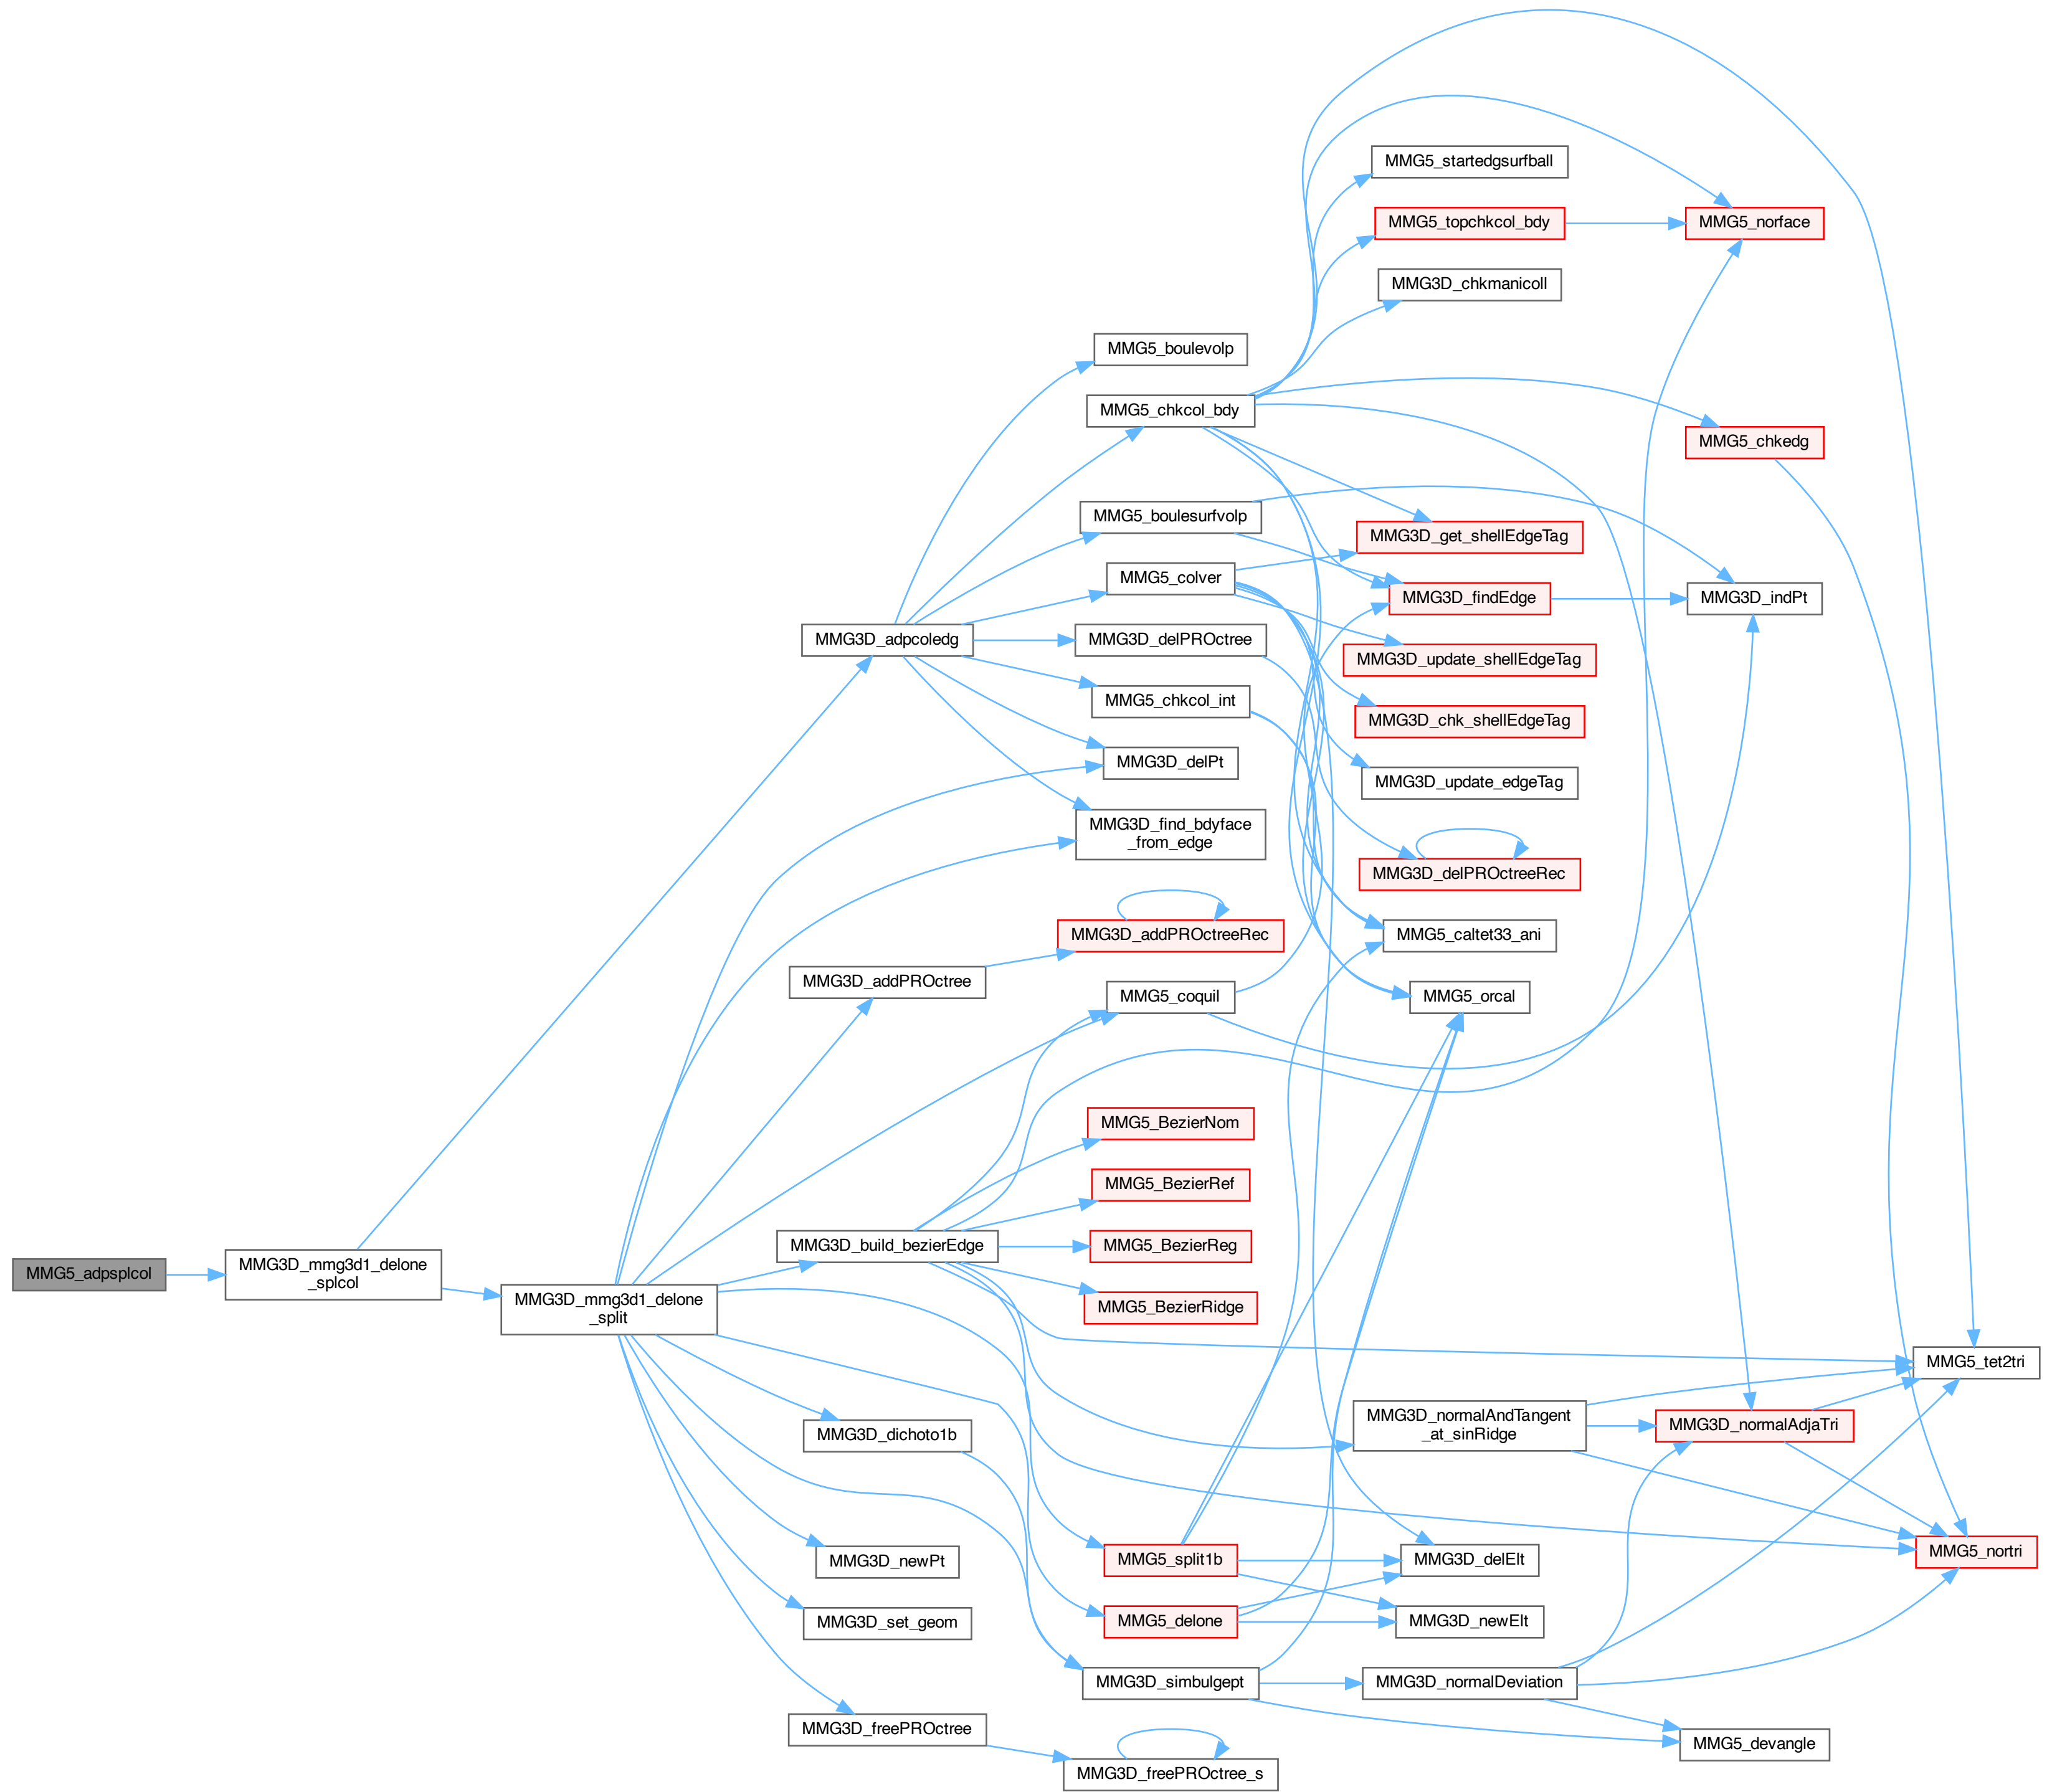 MMG5_adpsplcol
MMG3D_mmg3d1_delone
_splcol
MMG3D_mmg3d1_delone
_split
MMG3D_adpcoledg
MMG3D_addPROctree
MMG3D_build_bezierEdge
MMG3D_dichoto1b
MMG3D_newPt
MMG3D_set_geom
MMG3D_freePROctree
MMG5_boulevolp
MMG5_chkcol_bdy
MMG5_boulesurfvolp
MMG5_colver
MMG3D_delPROctree
MMG5_chkcol_int
MMG3D_delPt
MMG3D_find_bdyface
_from_edge
MMG3D_addPROctreeRec
MMG5_coquil
MMG5_BezierNom
MMG5_BezierRef
MMG5_BezierReg
MMG5_BezierRidge
MMG5_split1b
MMG5_delone
MMG3D_simbulgept
MMG3D_freePROctree_s
MMG5_startedgsurfball
MMG5_topchkcol_bdy
MMG3D_chkmanicoll
MMG3D_get_shellEdgeTag
MMG3D_findEdge
MMG3D_update_shellEdgeTag
MMG3D_chk_shellEdgeTag
MMG3D_update_edgeTag
MMG3D_delPROctreeRec
MMG5_caltet33_ani
MMG5_orcal
MMG3D_normalAndTangent
_at_sinRidge
MMG3D_delElt
MMG3D_newElt
MMG3D_normalDeviation
MMG5_norface
MMG5_chkedg
MMG3D_indPt
MMG3D_normalAdjaTri
MMG5_devangle
MMG5_tet2tri
MMG5_nortri